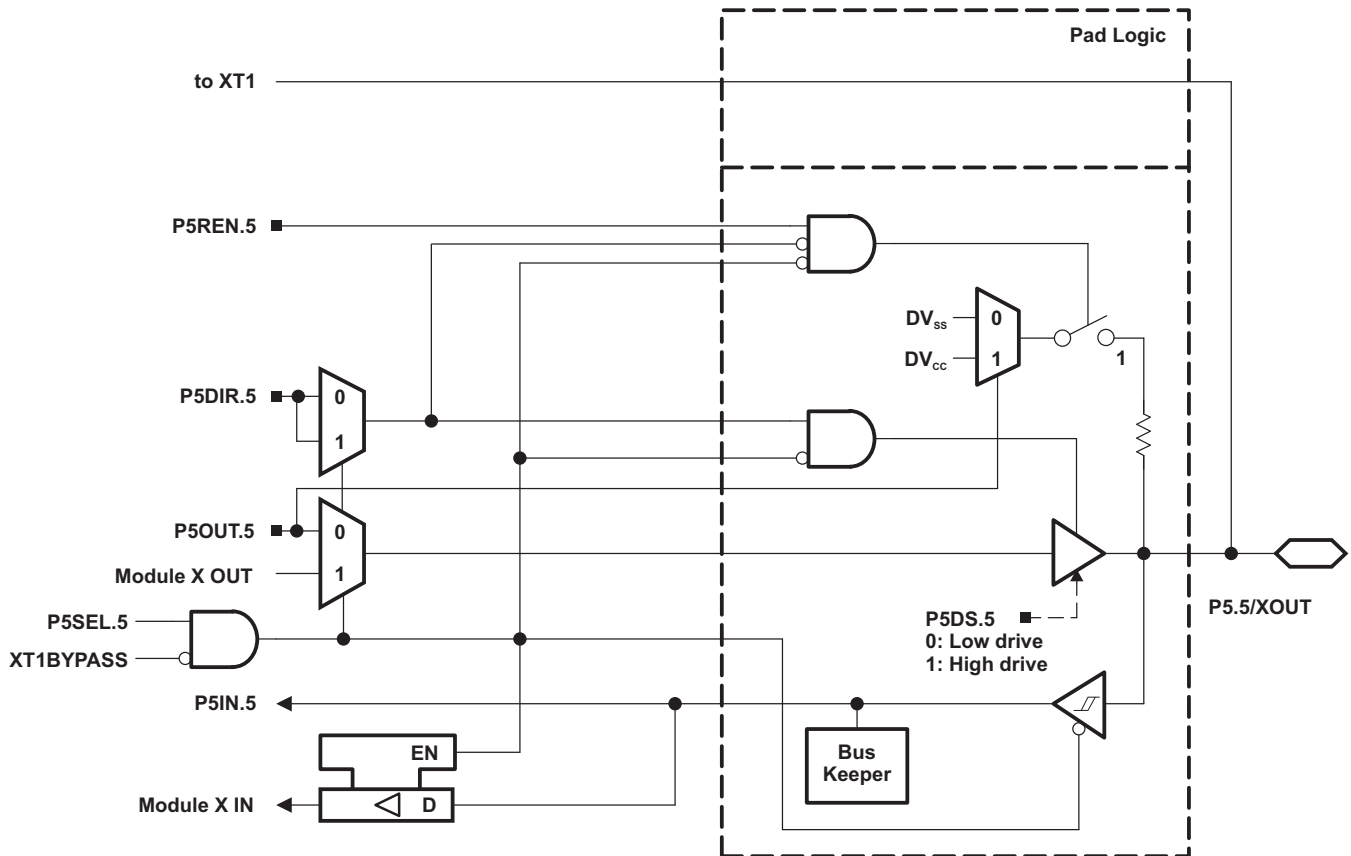 Pad Logic
to XT1
P5REN.5
DVss
0
DVcc
1
1
P5DIR.5
0
1
P5OUT.5
0
Module X OUT
1
P5SEL.5
XT1BYPASS
P5DS.5
0: Low drive
1: High drive
P5.5/XOUT
P5IN.5
EN
Bus
Keeper
Module X IN
D